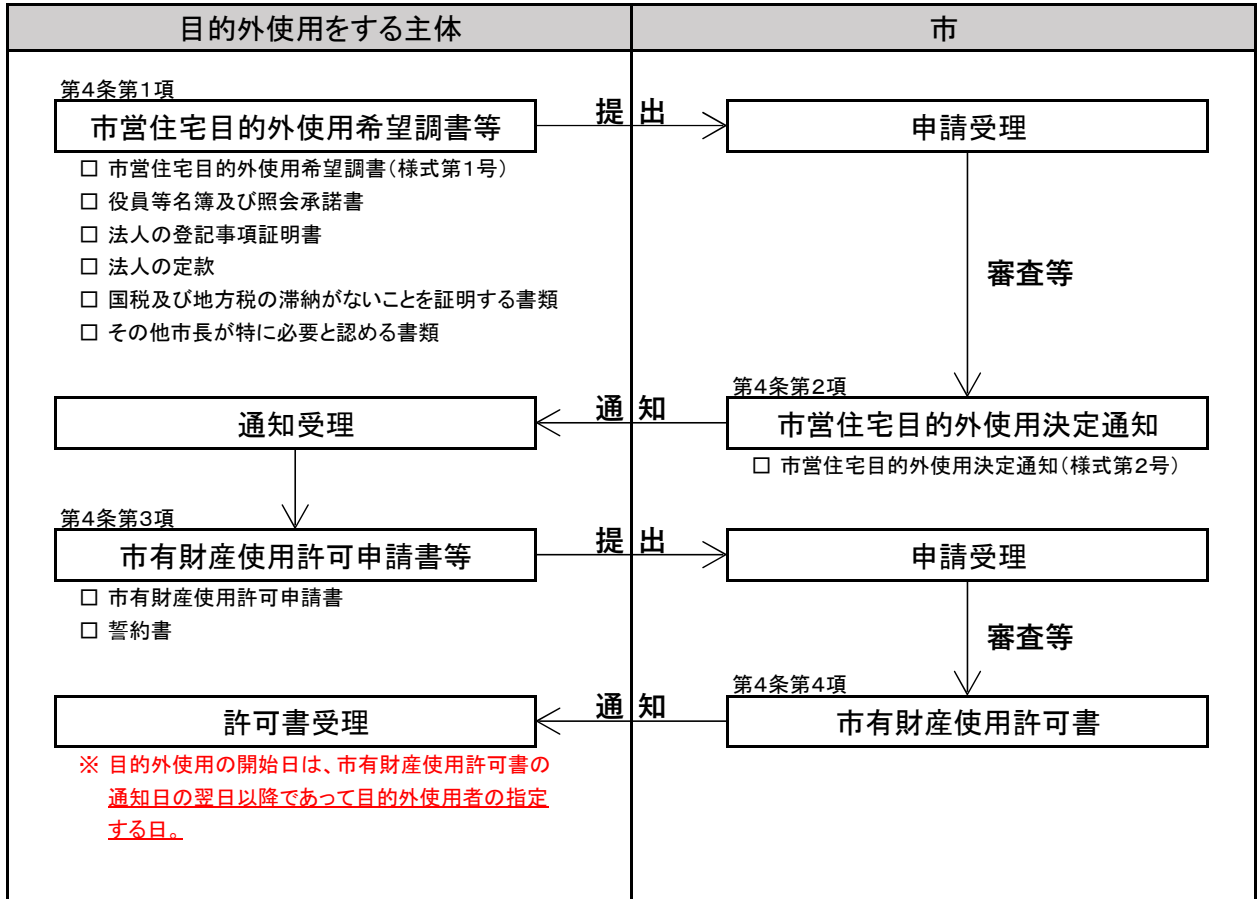 目的外使用をする主体
市
第4条第1項
市営住宅目的外使用希望調書等
提出
申請受理
□ 市営住宅目的外使用希望調書(様式第1号)
□ 役員等名簿及び照会承諾書
□ 法人の登記事項証明書
□ 法人の定款
□ 国税及び地方税の滞納がないことを証明する書類
□ その他市長が特に必要と認める書類
審査等
第4条第2項
市営住宅目的外使用決定通知
通知
通知受理
□ 市営住宅目的外使用決定通知(様式第2号)
第4条第3項
市有財産使用許可申請書等
提出
申請受理
□ 市有財産使用許可申請書
□ 誓約書
審査等
第4条第4項
市有財産使用許可書
通知
許可書受理
※ 目的外使用の開始日は、市有財産使用許可書の
通知日の翌日以降であって目的外使用者の指定
する日。